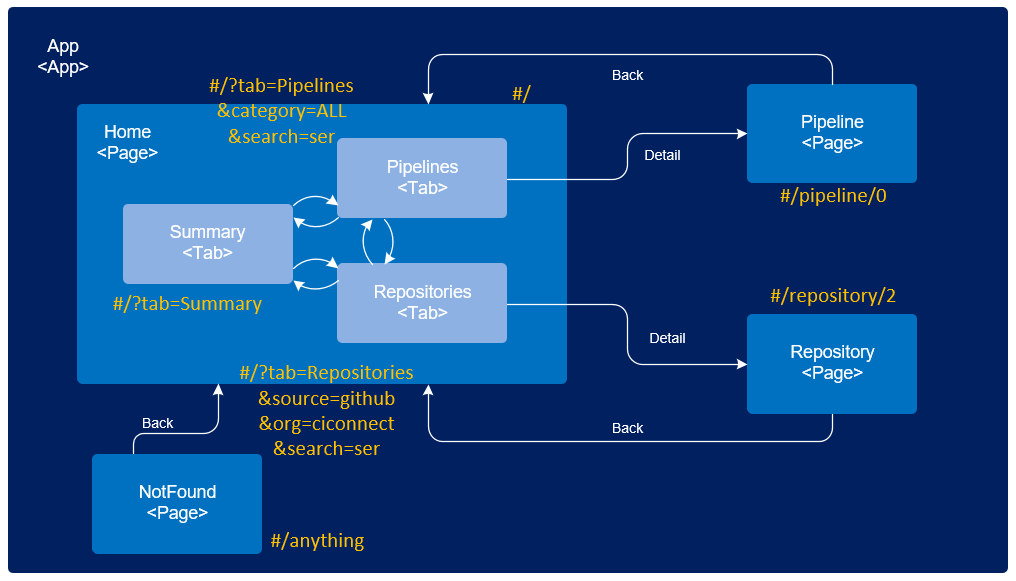 App
<App>
#/?tab=Pipelines
&category=ALL
&search=ser
#/
Back
Home
<Page>
Pipelines
<Tab>
Detail
Pipeline
<Page>
#/pipeline/0
Summary
<Tab>
#/?tab=Summary
Repositories
<Tab>
#/repository/2
Detail
Repository
<Page>
#/?tab=Repositories
&source=github
&org=ciconnect
&search=ser
Back
Back
NotFound
<Page>
#/anything